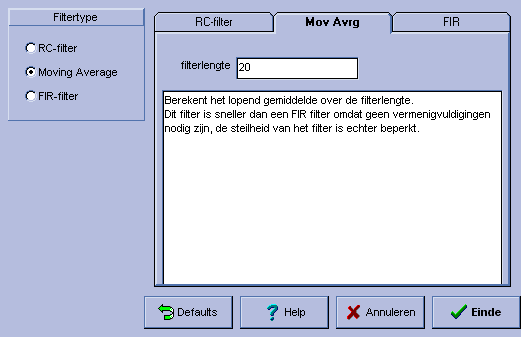 Filtertype
RC-filter
Moving Average
FIR-filter
RC-filter
Mov Avrg
FIR
filterlengte 20
Berekent het lopend gemiddelde over de filterlengte.
Dit filter is sneller dan een FIR filter omdat geen vermenigvuldigingen
nodig zijn, de steilheid van het filter is echter beperkt.
Defaults
? Help
Annuleren
Einde